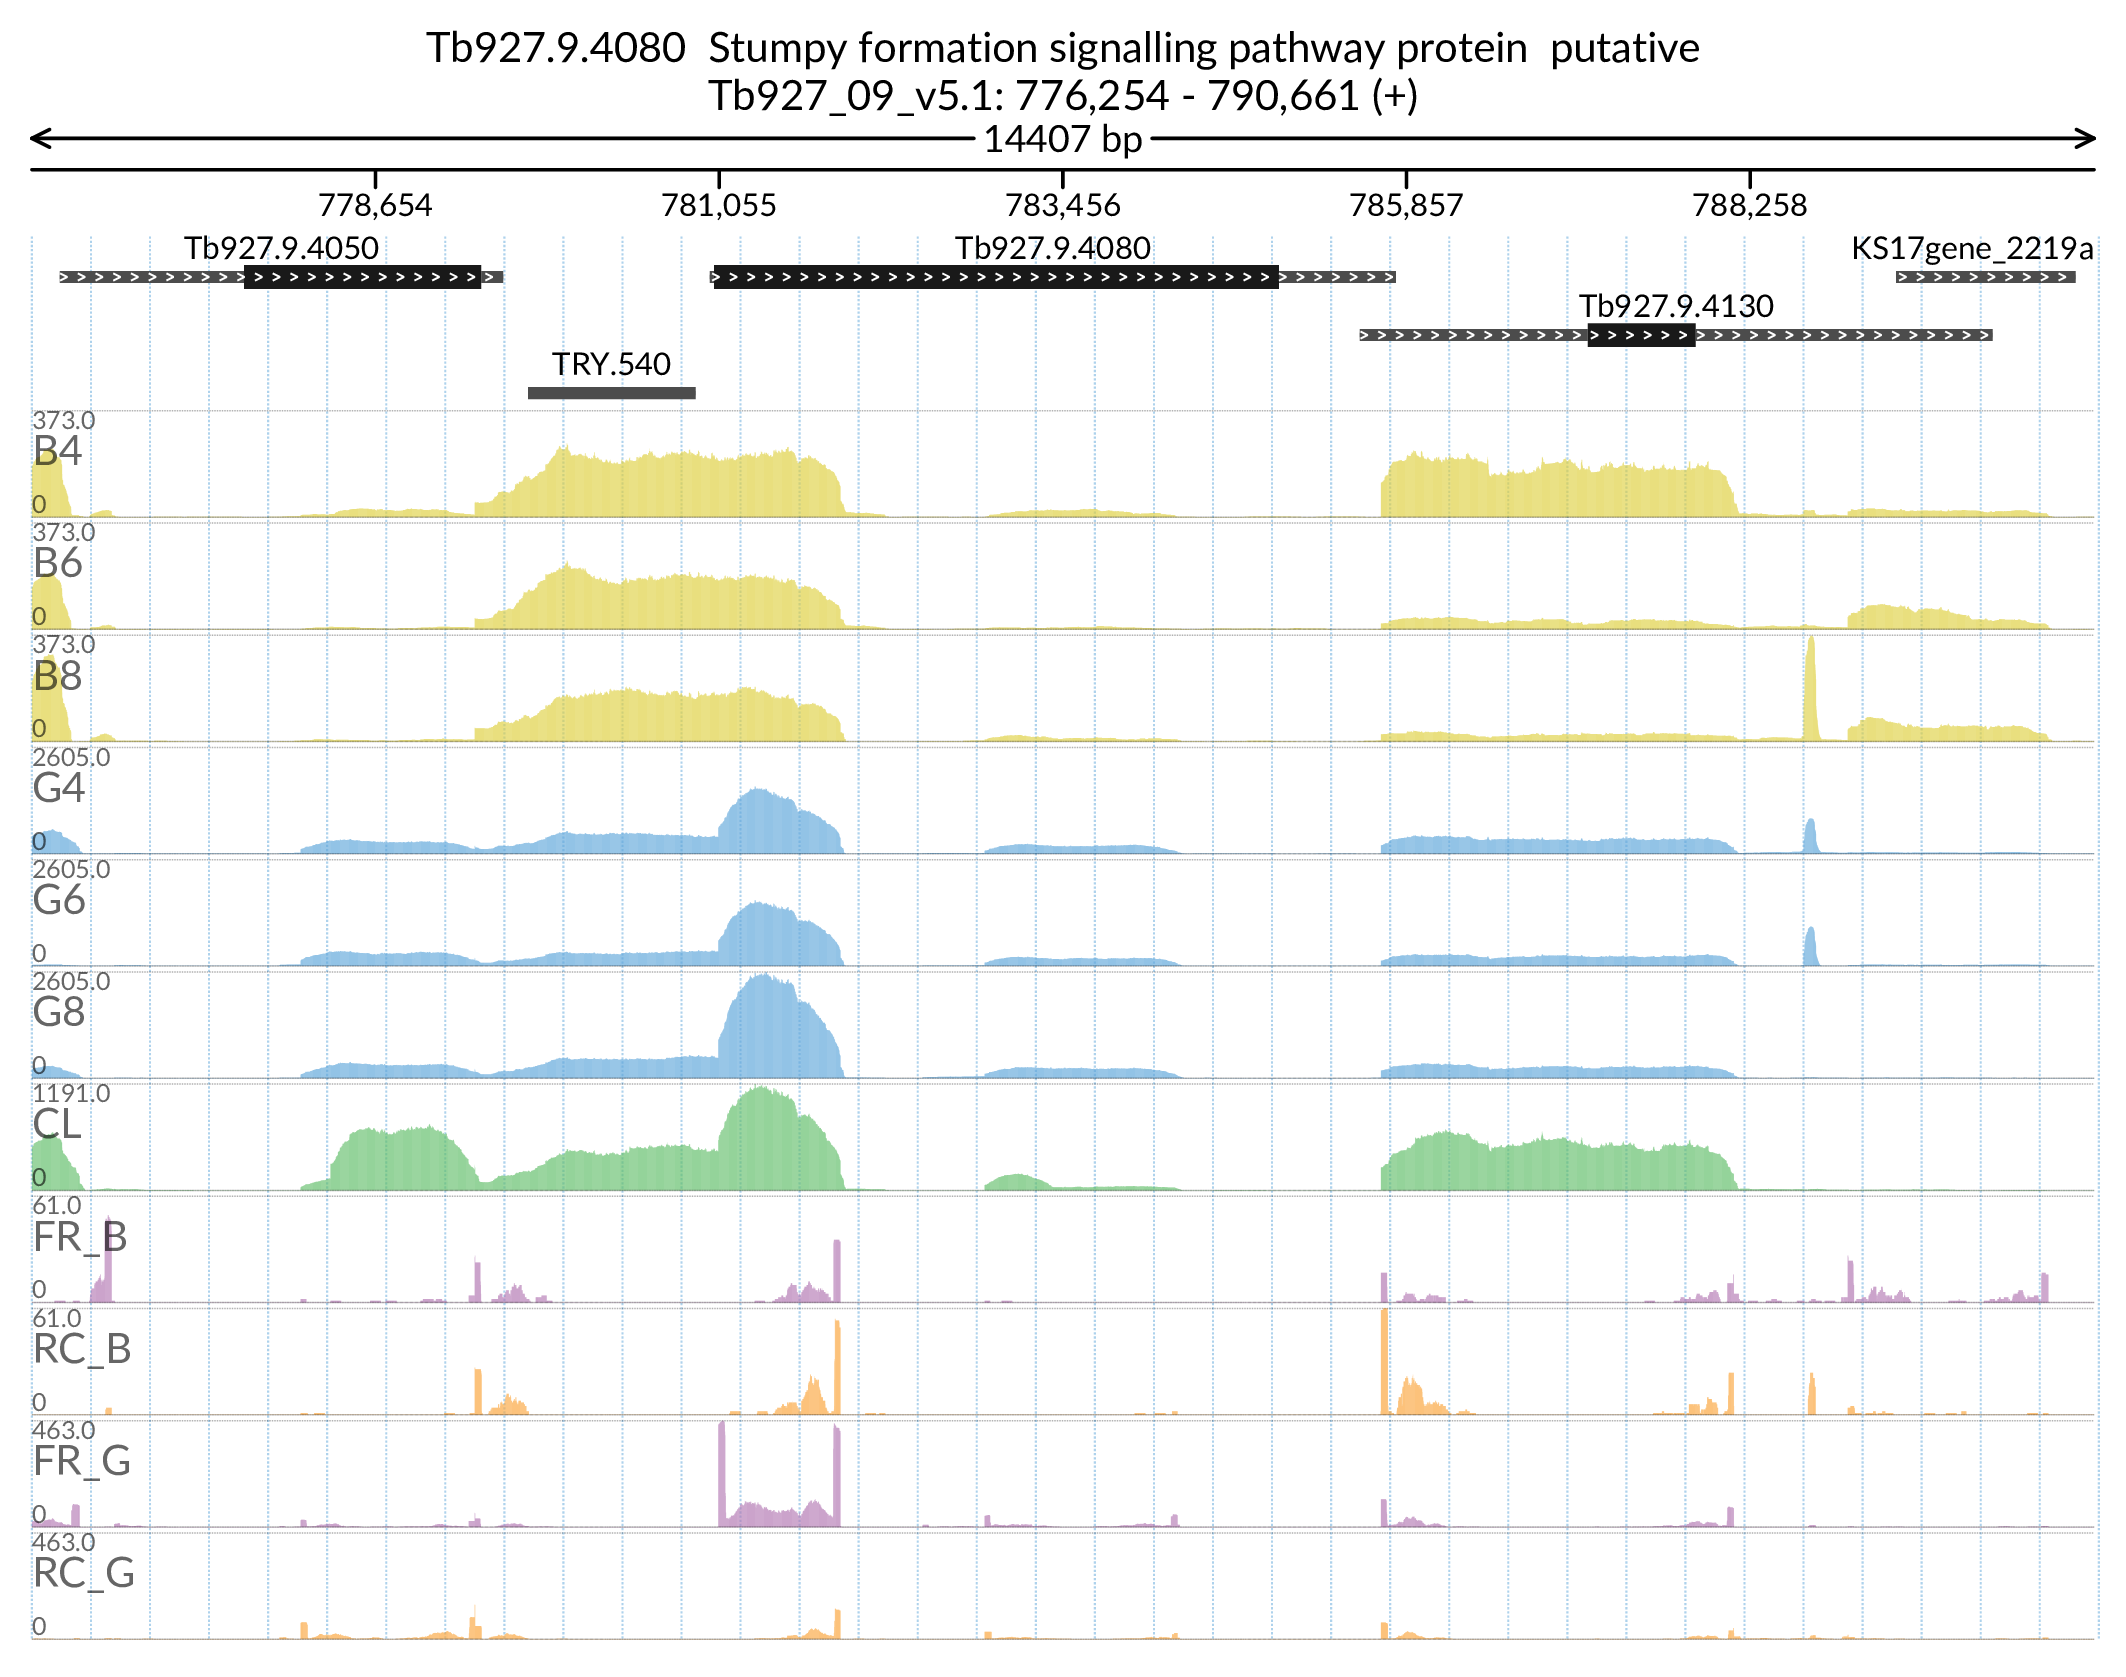 Tb927.9.4080  Stumpy formation signalling pathway protein  putative
Tb927_09_v5.1: 776,254 - 790,661 (+)
14407 bp
778,654 781,055 783,456 785,857 788,258
Tb927.9.4050 Tb927.9.4080 KS17gene_2219a
Tb927.9.4130
TRY.540
373.0
B4
0
373.0
B6
0
373.0
B8
0
2605.0
G4
0
2605.0
G6
0
2605.0
G8
0
1191.0
CL
0
61.0
FR_B
0
61.0
RC_B
0
463.0
FR_G
0
463.0
RC_G
0